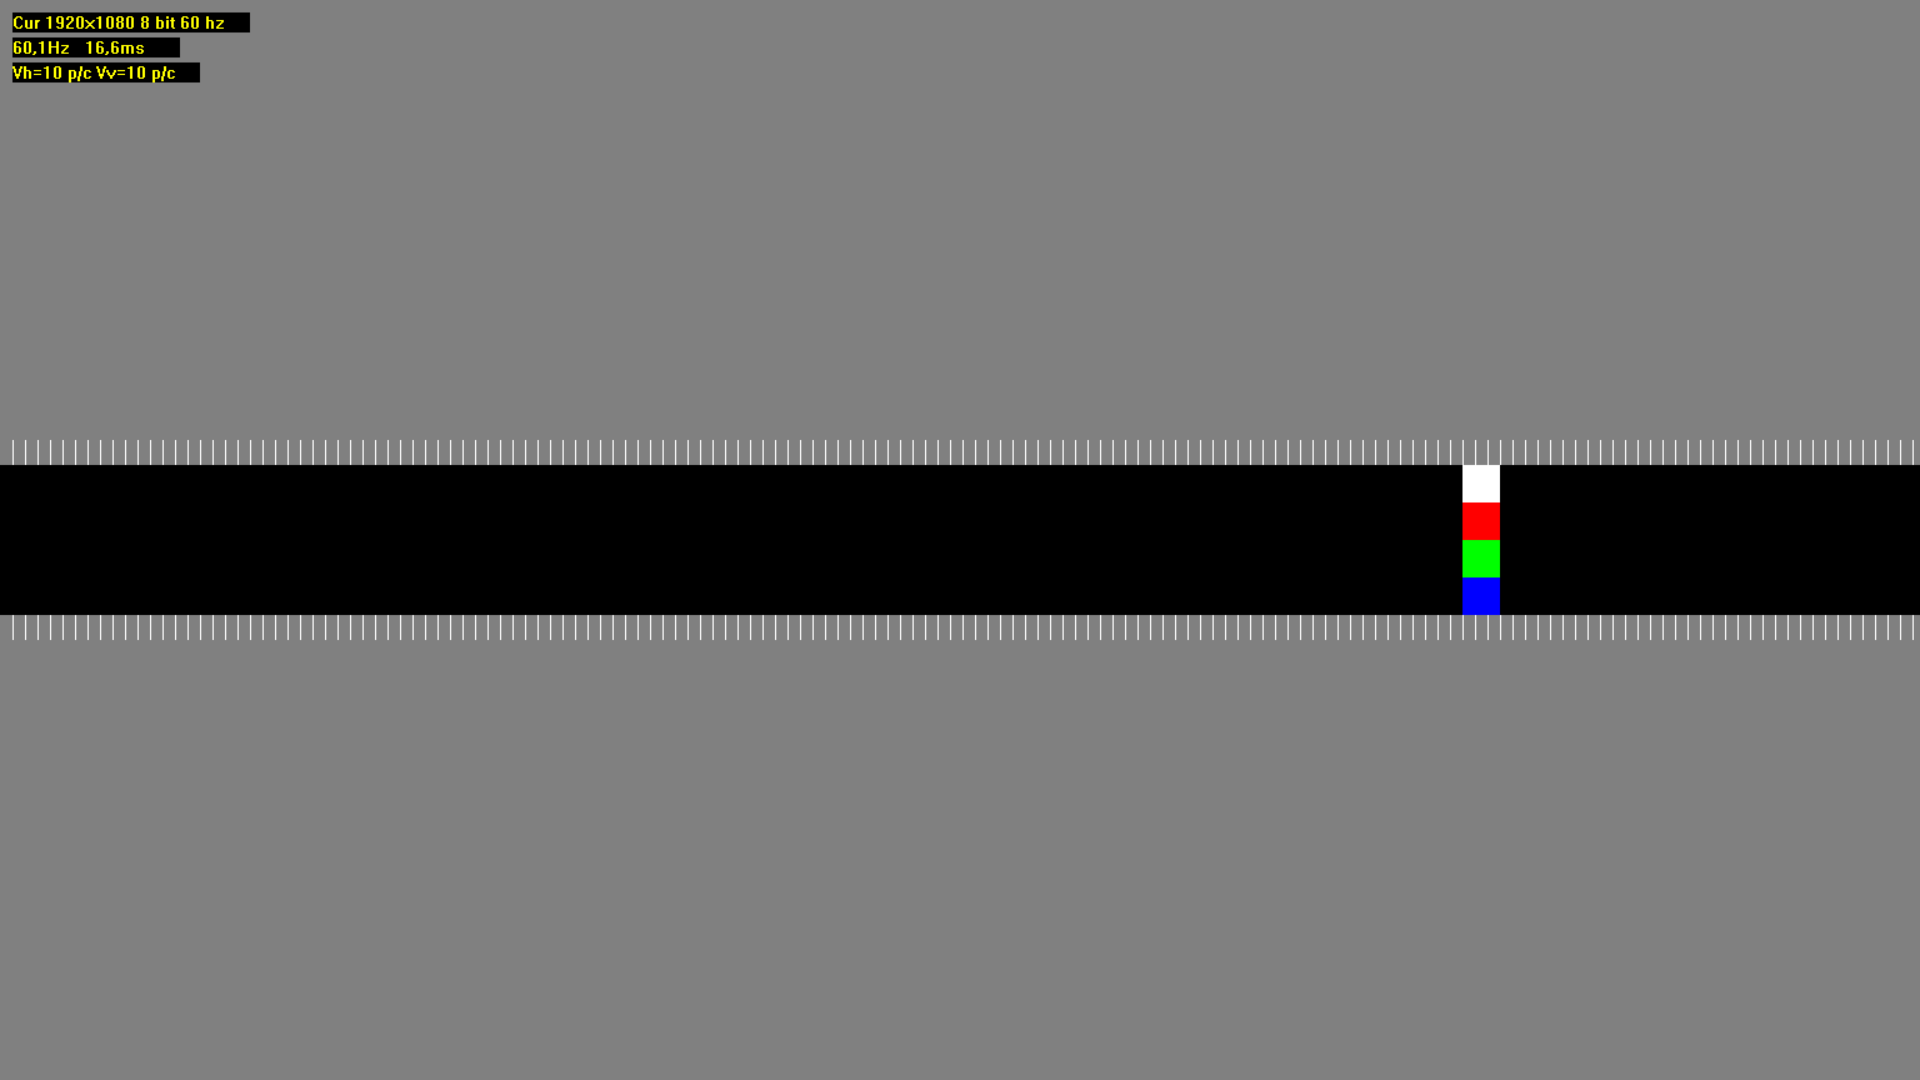 Cur 1920x1080 8 bit 60 hz
60,1Hz 16,6ms
Vh=10 p/c Vv=10 p/c